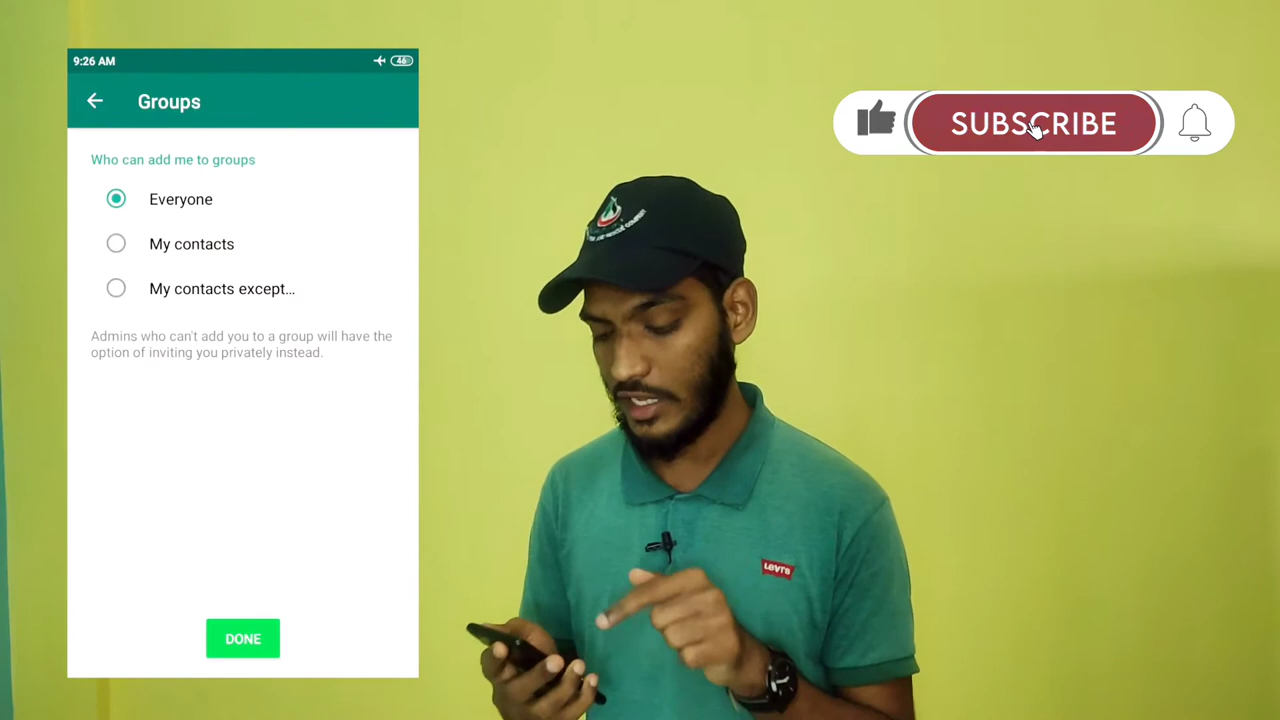 9:26 AM
46
Groups
Who can add me to groups
Everyone
My contacts
My contacts except...
Admins who can't add you to a group will have the
option of inviting you privately instead.
DONE
SUBSCRIBE
LEVI'S